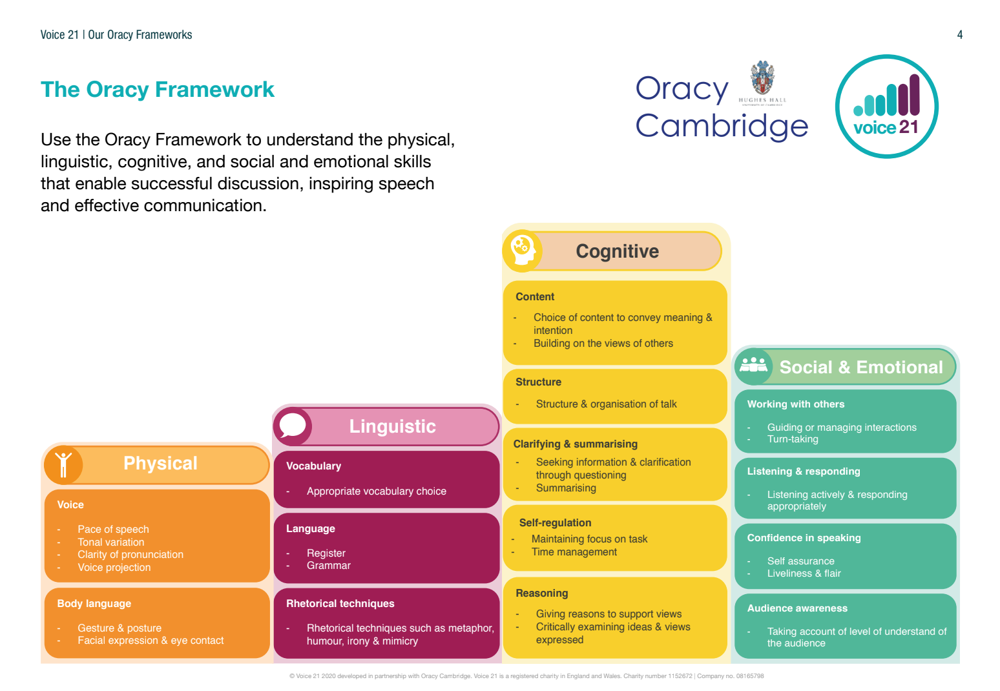 Voice 21 | Our Oracy Frameworks
4
The Oracy Framework
Oracy
HUGHES HALL
UNIVERSITY OF CAMBRIDGE
Cambridge
voice 21
Use the Oracy Framework to understand the physical,
linguistic, cognitive, and social and emotional skills
that enable successful discussion, inspiring speech
and effective communication.
Physical
Voice
- Pace of speech
- Tonal variation
- Clarity of pronunciation
- Voice projection
Body language
- Gesture & posture
- Facial expression & eye contact
Linguistic
Vocabulary
- Appropriate vocabulary choice
Language
- Register
- Grammar
Rhetorical techniques
- Rhetorical techniques such as metaphor,
humour, irony & mimicry
Cognitive
Content
- Choice of content to convey meaning &
intention
- Building on the views of others
Structure
- Structure & organisation of talk
Clarifying & summarising
- Seeking information & clarification
through questioning
- Summarising
Self-regulation
- Maintaining focus on task
- Time management
Reasoning
- Giving reasons to support views
- Critically examining ideas & views
expressed
Social & Emotional
Working with others
- Guiding or managing interactions
- Turn-taking
Listening & responding
- Listening actively & responding
appropriately
Confidence in speaking
- Self assurance
- Liveliness & flair
Audience awareness
- Taking account of level of understand of
the audience
© Voice 21 2020 developed in partnership with Oracy Cambridge. Voice 21 is a registered charity in England and Wales. Charity number 1152672 | Company no. 08165798